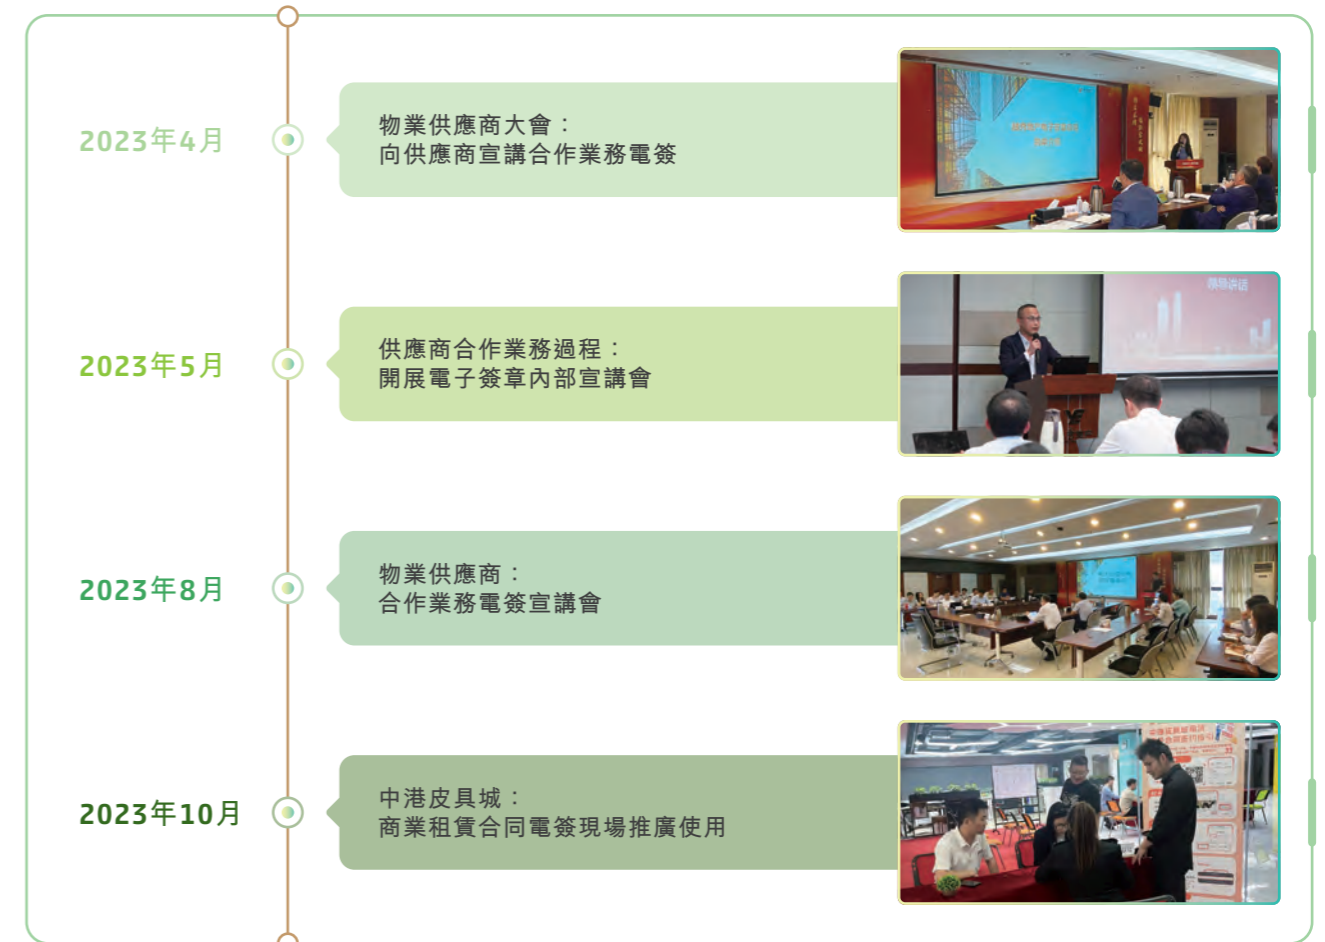 2023年4月
物業供應商大會：
向供應商宣講合作業務電簽
2023年5月
供應商合作業務過程：
開展電子簽章內部宣講會
領導講話
2023年8月
物業供應商：
合作業務電簽宣講會
2023年10月
中港皮具城：
商業租賃合同電簽現場推廣使用